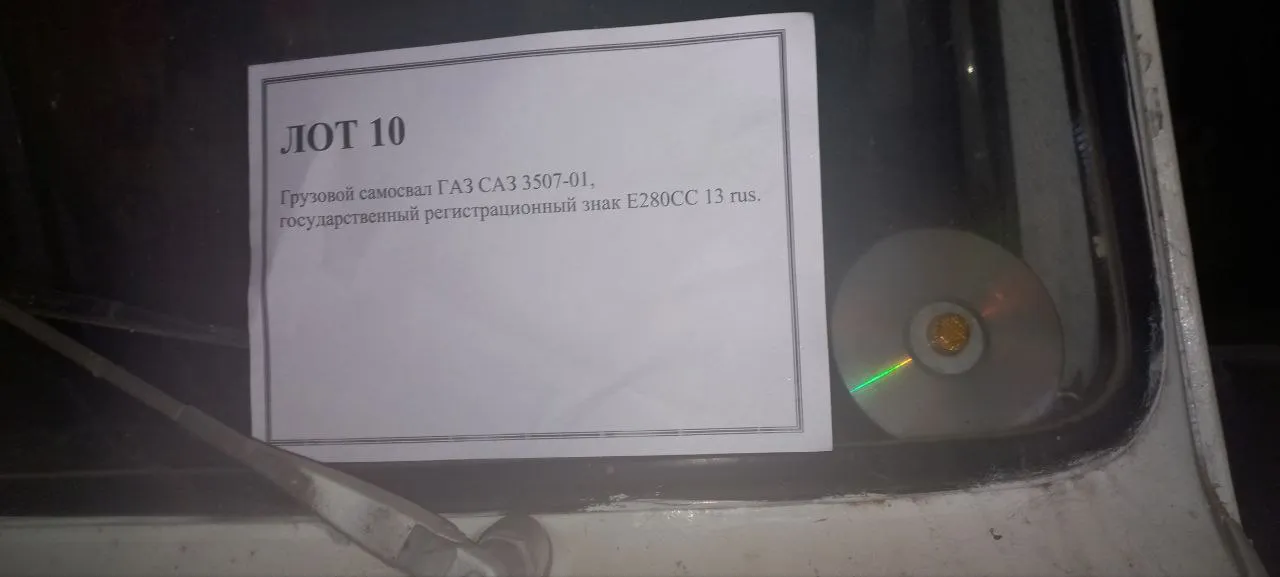 ЛОТ 10
Грузовой самосвал ГАЗ САЗ 3507-01,
государственный регистрационный знак Е280СС 13 rus.